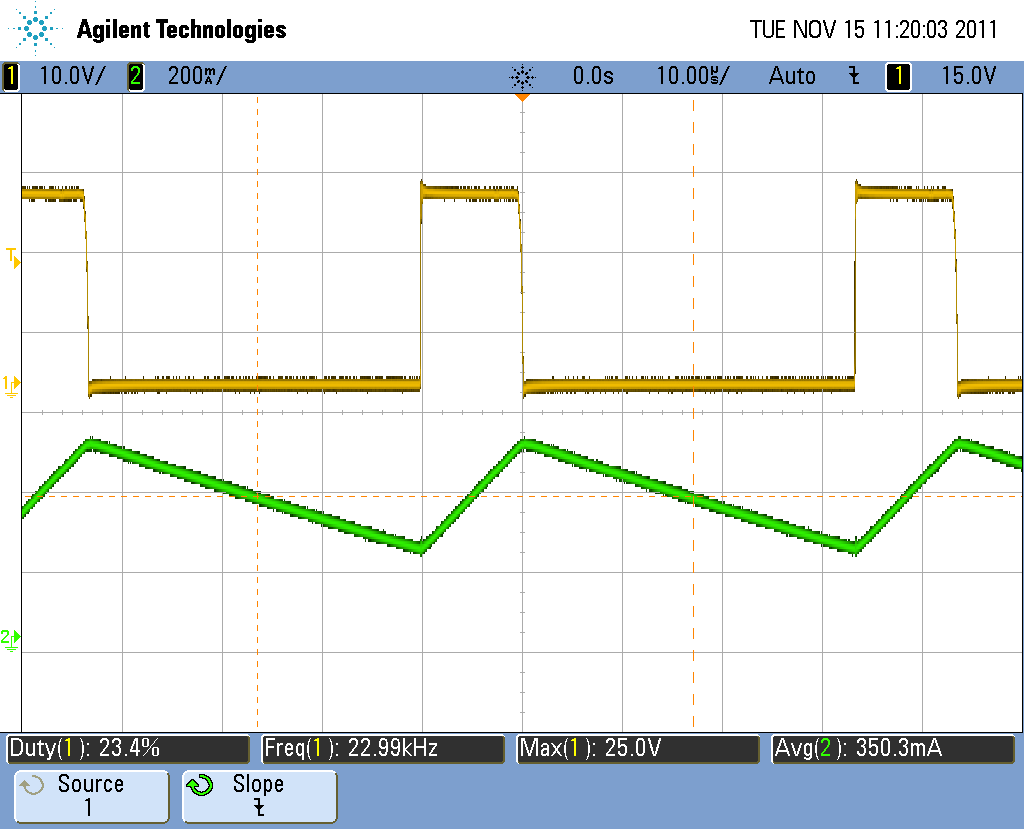 Agilent Technologies TUE NOV 15 11:20:03 2011
1 10.0V/ 2 200mA/ 0.0s 10.00µs/ Auto 1 15.0V
T
1
2
Duty(1): 23.4% Freq(1): 22.99kHz Max(1): 25.0V Avg(2): 350.3mA
Source Slope
1